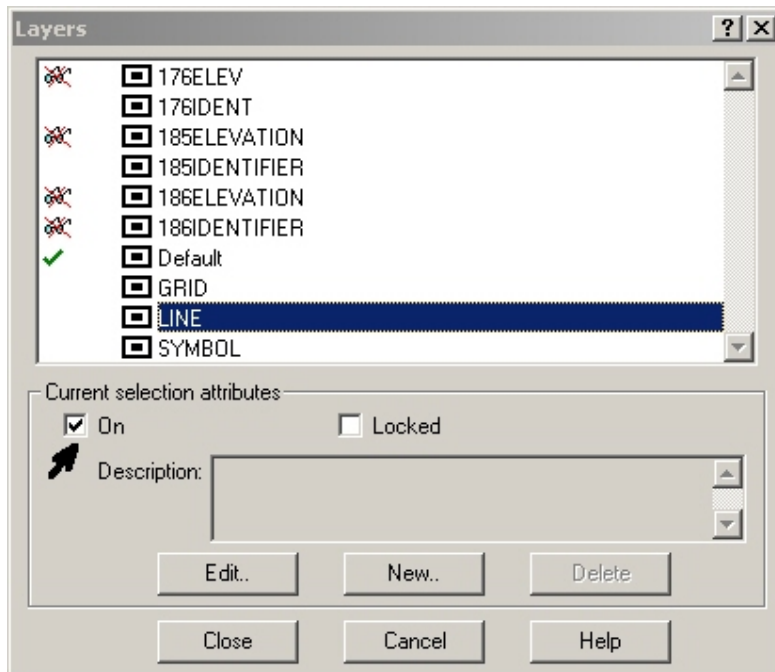 Layers
176ELEV
176IDENT
185ELEVATION
185IDENTIFIER
186ELEVATION
186IDENTIFIER
Default
GRID
LINE
SYMBOL
Current selection attributes
On Locked
Description:
Edit.. New.. Delete
Close Cancel Help